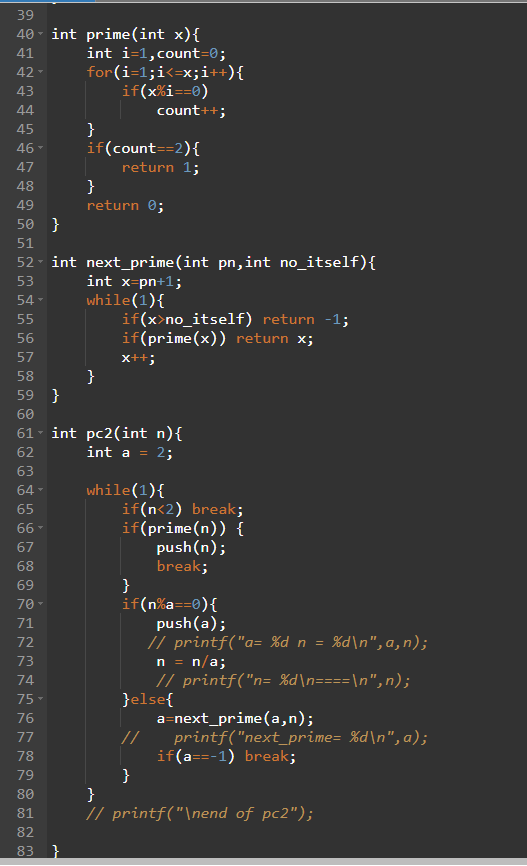 39
40 int prime(int x){
41     int i=1,count=0;
42     for(i=1;i<=x;i++){
43         if(x%i==0)
44             count++;
45     }
46     if(count==2){
47         return 1;
48     }
49     return 0;
50 }
51
52 int next_prime(int pn,int no_itself){
53     int x=pn+1;
54     while(1){
55         if(x>no_itself) return -1;
56         if(prime(x)) return x;
57         x++;
58     }
59 }
60
61 int pc2(int n){
62     int a = 2;
63
64     while(1){
65         if(n<2) break;
66         if(prime(n)) {
67             push(n);
68             break;
69         }
70         if(n%a==0){
71             push(a);
72            // printf("a= %d n = %d\n",a,n);
73             n = n/a;
74             // printf("n= %d\n====\n",n);
75         }else{
76             a=next_prime(a,n);
77         //    printf("next_prime= %d\n",a);
78             if(a==-1) break;
79         }
80     }
81     // printf("\nend of pc2");
82
83 }